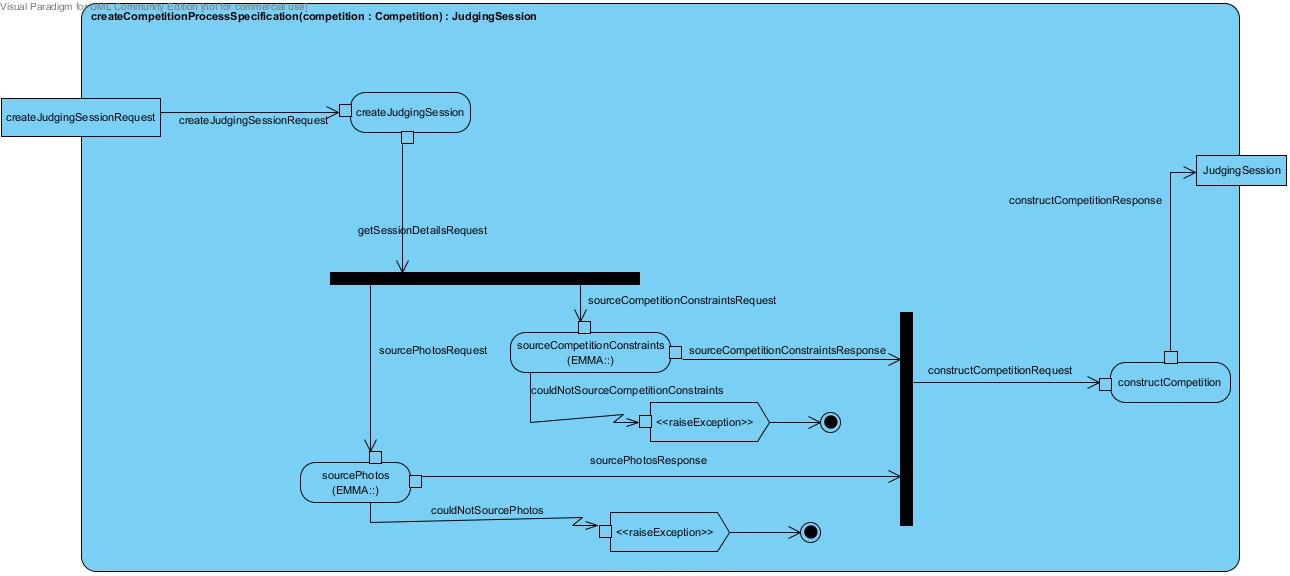 Visual Paradigm for UML Community Edition [not for commercial use]
createCompetitionProcessSpecification(competition : Competition) : JudgingSession
createJudgingSessionRequest
createJudgingSessionRequest
createJudgingSession
JudgingSession
constructCompetitionResponse
getSessionDetailsRequest
sourceCompetitionConstraintsRequest
sourcePhotosRequest
sourceCompetitionConstraints
(EMMA::)
sourceCompetitionConstraintsResponse
constructCompetitionRequest
constructCompetition
couldNotSourceCompetitionConstraints
<<raiseException>>
sourcePhotosResponse
sourcePhotos
(EMMA::)
couldNotSourcePhotos
<<raiseException>>